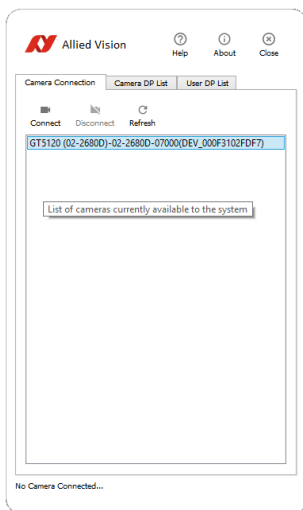 Allied Vision
Help About Close
Camera Connection Camera DP List User DP List
Connect Disconnect Refresh
GT5120 (02-2680D)-02-2680D-07000(DEV_000F3102FDF7)
List of cameras currently available to the system
No Camera Connected...